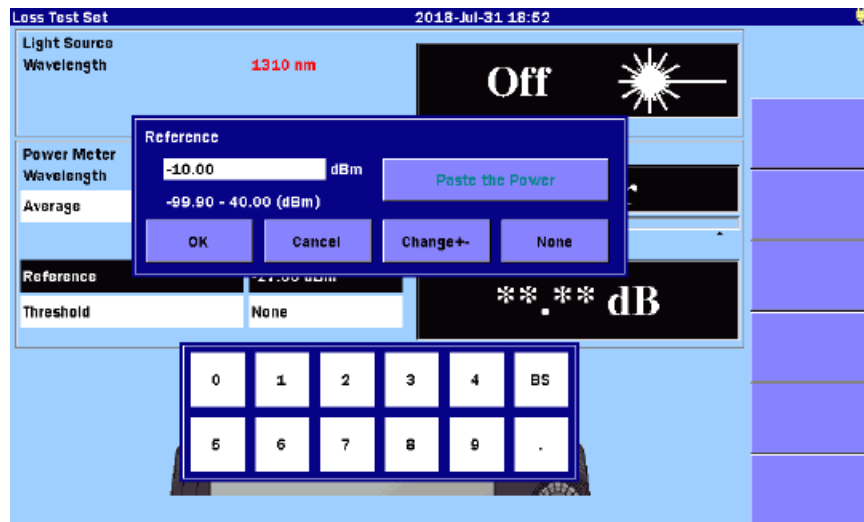 Loss Test Set 2018-Jul-31 18:52
Light Source
Wavelength 1310 nm
Off
Reference
Power Meter
Wavelength
-10.00 dBm
Paste the Power
Average
-99.90 - 40.00 (dBm)
OK Cancel Change+- None
Reference
**.** dB
Threshold None
0 1 2 3 4 BS
5 6 7 8 9 .